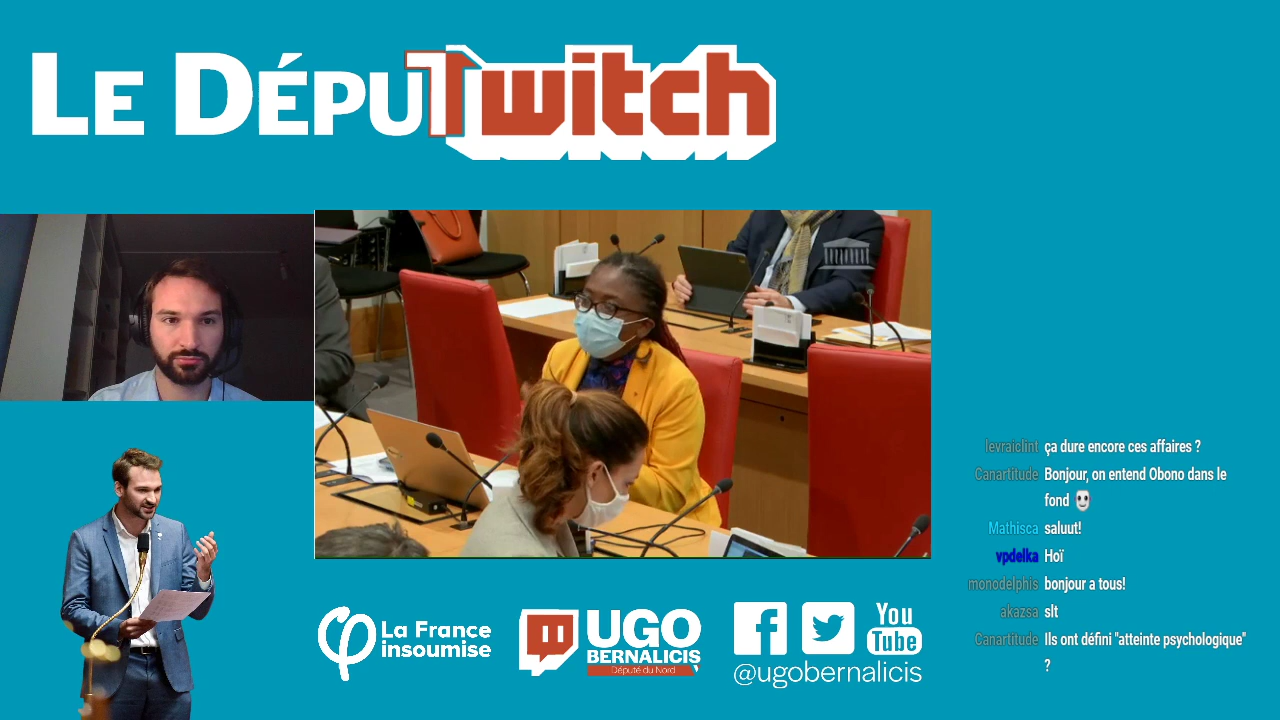 LE DÉPUTwitch
levraiclint ça dure encore ces affaires ?
Canartitude Bonjour, on entend Obono dans le
fond
Mathisca saluut!
vpdelka Hoï
monodelphis bonjour a tous!
akazsa slt
Canartitude Ils ont défini "atteinte psychologique"
?
La France
insoumise
UGO
BERNALICIS
Député du Nord
You
Tube
@ugobernalicis